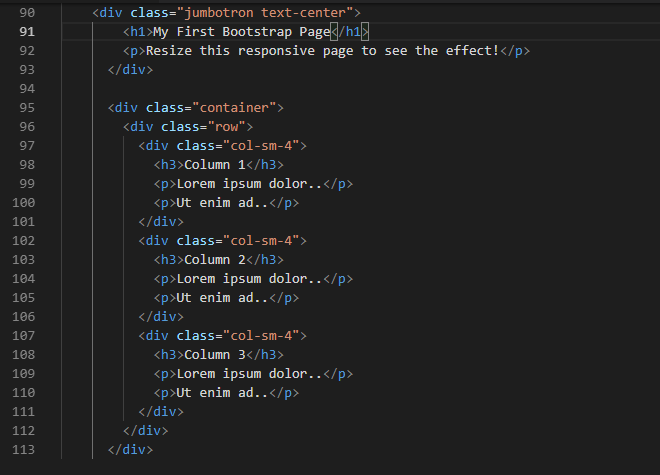 90 <div class="jumbotron text-center">
91 <h1>My First Bootstrap Page</h1>
92 <p>Resize this responsive page to see the effect!</p>
93 </div>
94
95 <div class="container">
96 <div class="row">
97 <div class="col-sm-4">
98 <h3>Column 1</h3>
99 <p>Lorem ipsum dolor..</p>
100 <p>Ut enim ad..</p>
101 </div>
102 <div class="col-sm-4">
103 <h3>Column 2</h3>
104 <p>Lorem ipsum dolor..</p>
105 <p>Ut enim ad..</p>
106 </div>
107 <div class="col-sm-4">
108 <h3>Column 3</h3>
109 <p>Lorem ipsum dolor..</p>
110 <p>Ut enim ad..</p>
111 </div>
112 </div>
113 </div>